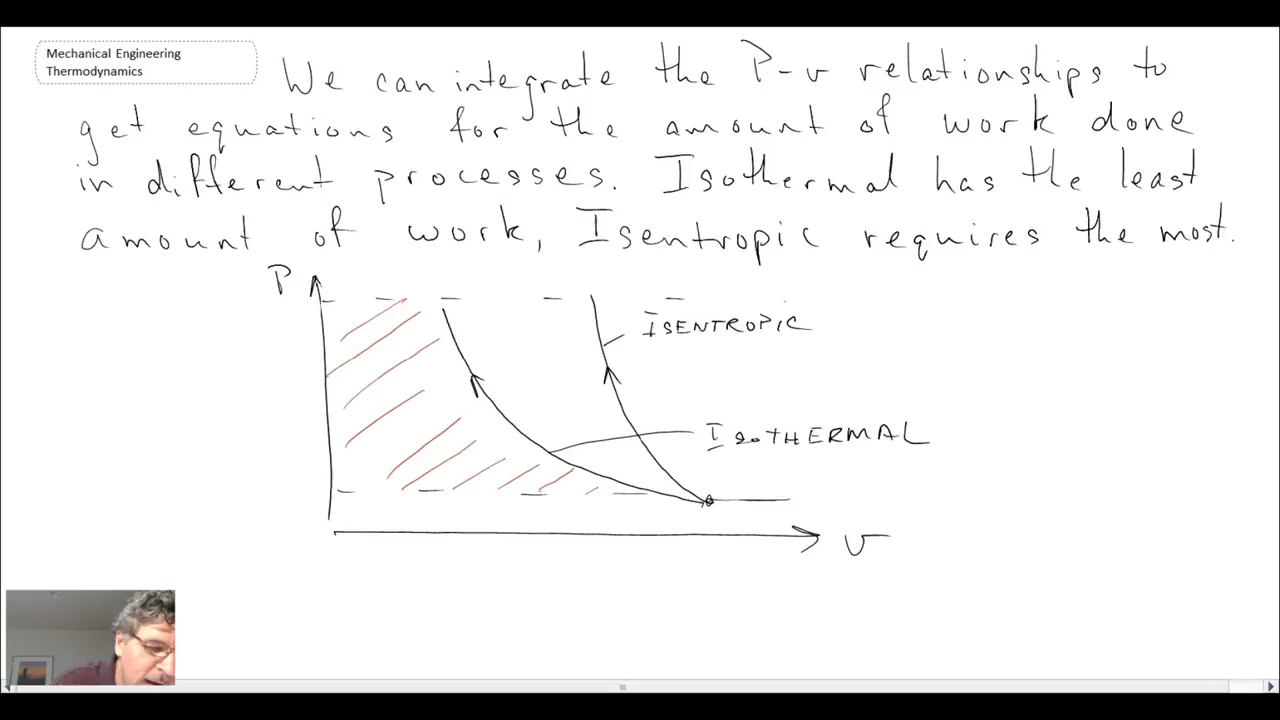 Mechanical Engineering
Thermodynamics
We can integrate the P-v relationships to
get equations for the amount of work done
in different processes. Isothermal has the least
amount of work, Isentropic requires the most.
P
ISENTROPIC
ISOTHERMAL
v